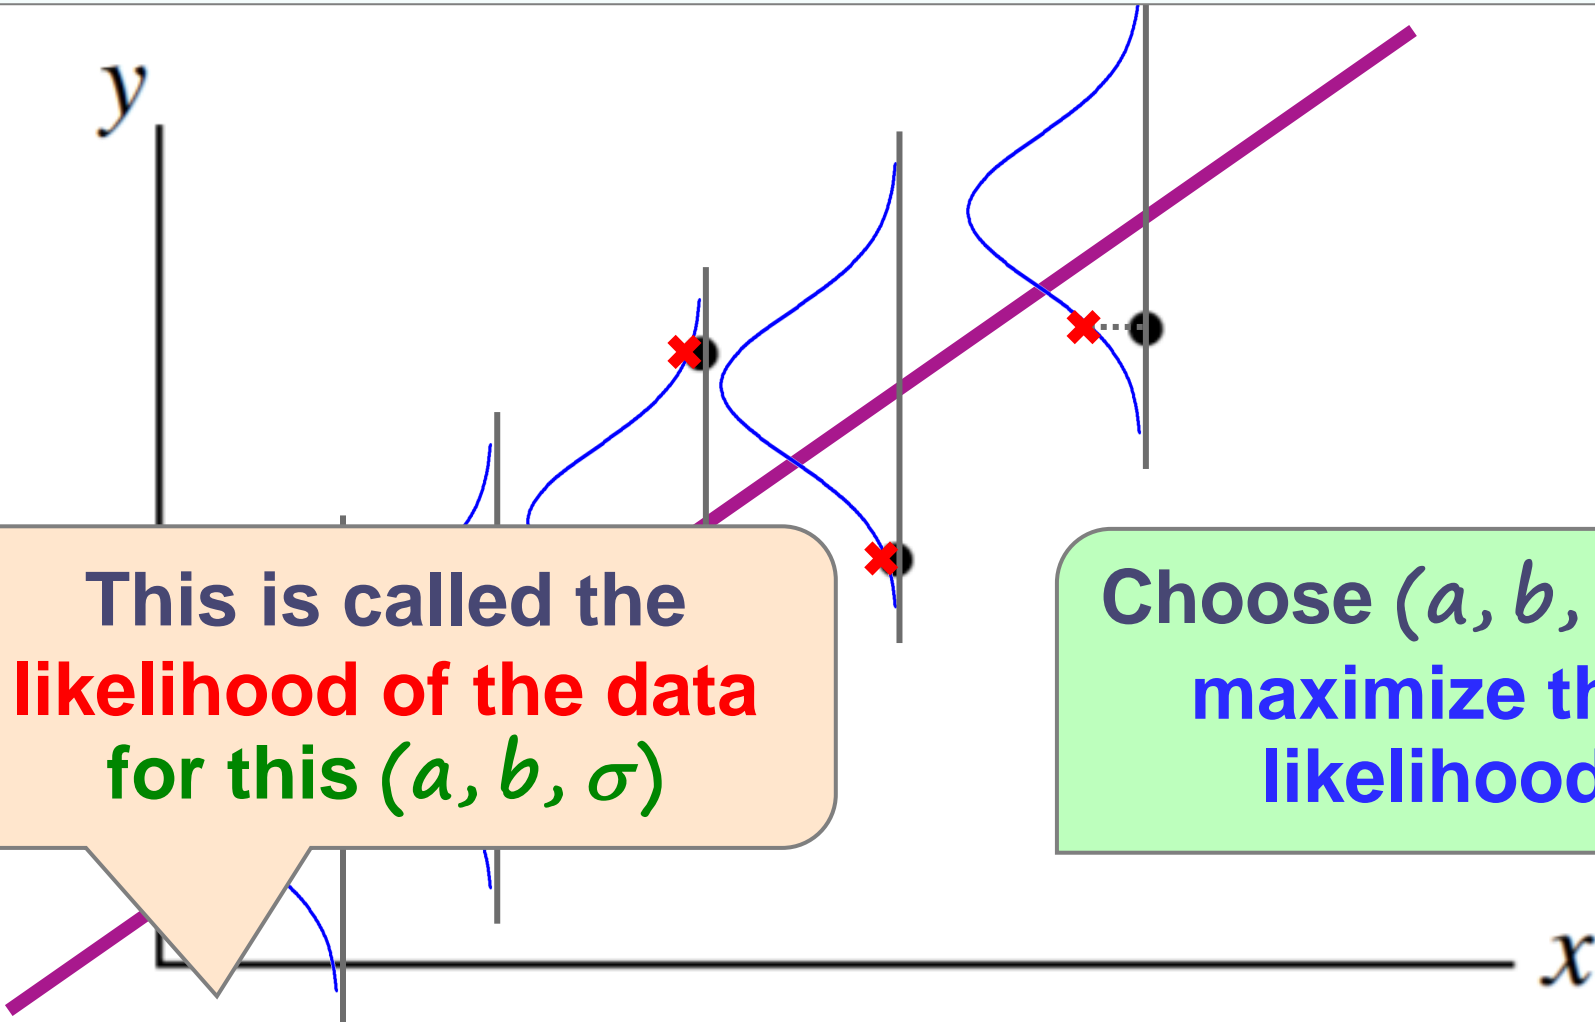 y
This is called the
likelihood of the data
for this (a, b, σ)
Choose (a, b,
maximize th
likelihood
x